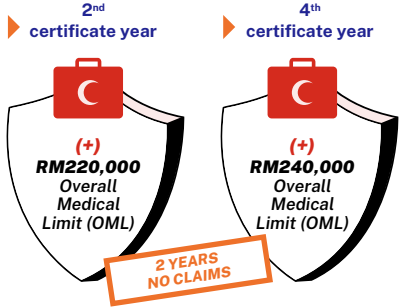 2nd
certificate year
(+)
RM220,000
Overall
Medical
Limit (OML)
4th
certificate year
(+)
RM240,000
Overall
Medical
Limit (OML)
2 YEARS
NO CLAIMS